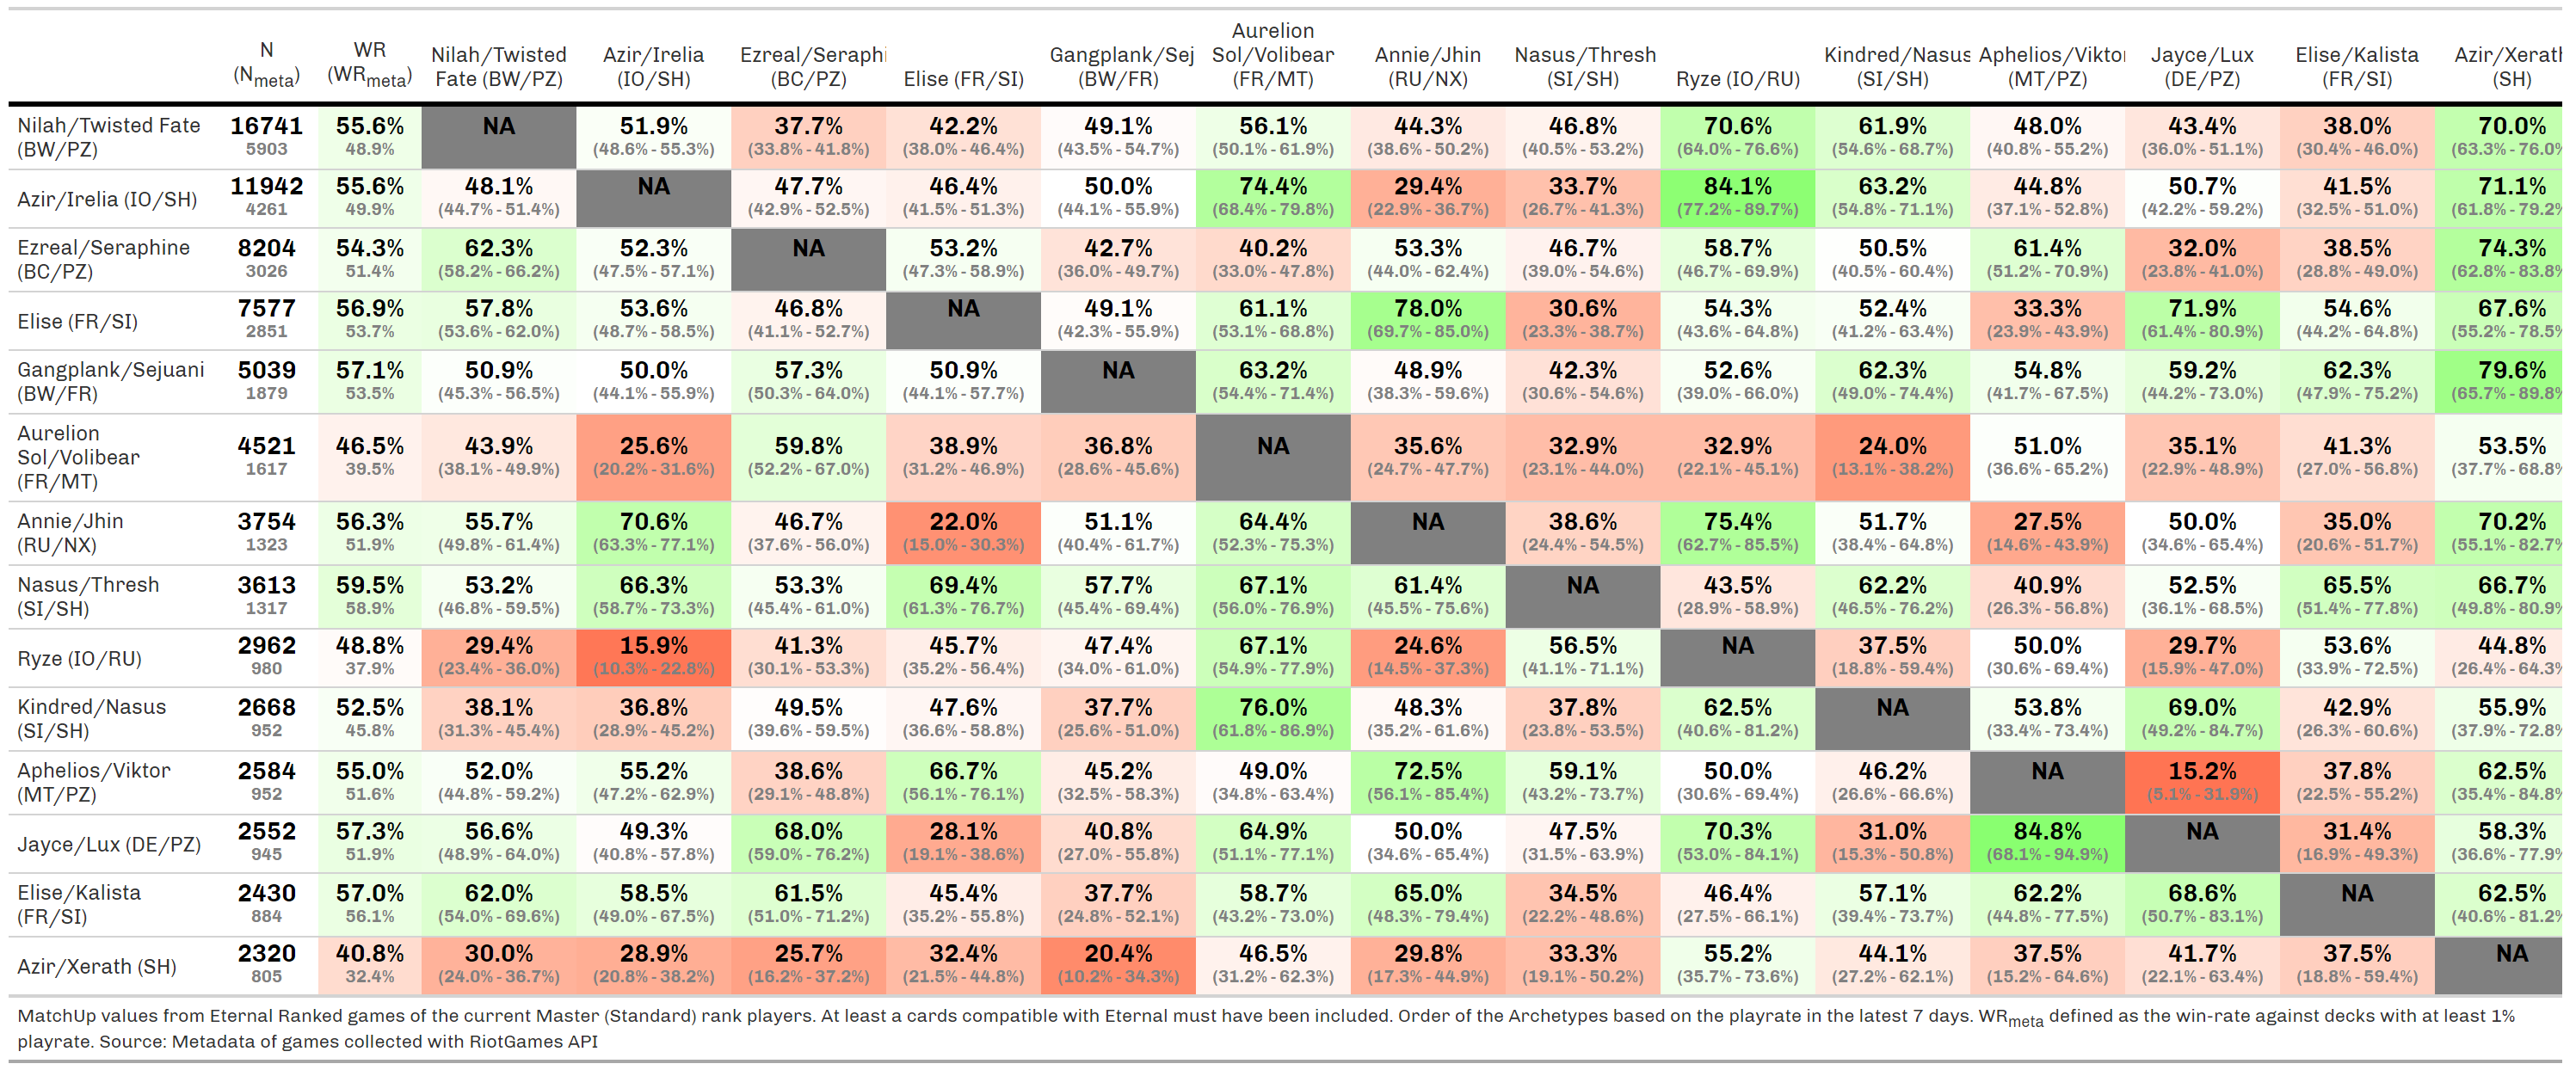 N (Nmeta) WR (WRmeta) Nilah/Twisted Fate (BW/PZ) Azir/Irelia (IO/SH) Ezreal/Seraphi (BC/PZ) Elise (FR/SI) Gangplank/Sej (BW/FR) Aurelion Sol/Volibear (FR/MT) Annie/Jhin (RU/NX) Nasus/Thresh (SI/SH) Ryze (IO/RU) Kindred/Nasus (SI/SH) Aphelios/Viktor (MT/PZ) Jayce/Lux (DE/PZ) Elise/Kalista (FR/SI) Azir/Xerath (SH)
Nilah/Twisted Fate 16741 55.6% NA 51.9% 37.7% 42.2% 49.1% 56.1% 44.3% 46.8% 70.6% 61.9% 48.0% 43.4% 38.0% 70.0%
(BW/PZ) 5903 48.9% (48.6% - 55.3%) (33.8% - 41.8%) (38.0% - 46.4%) (43.5% - 54.7%) (50.1% - 61.9%) (38.6% - 50.2%) (40.5% - 53.2%) (64.0% - 76.6%) (54.6% - 68.7%) (40.8% - 55.2%) (36.0% - 51.1%) (30.4% - 46.0%) (63.3% - 76.0%
Azir/Irelia (IO/SH) 11942 55.6% 48.1% NA 47.7% 46.4% 50.0% 74.4% 29.4% 33.7% 84.1% 63.2% 44.8% 50.7% 41.5% 71.1%
4261 49.9% (44.7% - 51.4%) (42.9% - 52.5%) (41.5% - 51.3%) (44.1% - 55.9%) (68.4% - 79.8%) (22.9% - 36.7%) (26.7% - 41.3%) (77.2% - 89.7%) (54.8% - 71.1%) (37.1% - 52.8%) (42.2% - 59.2%) (32.5% - 51.0%) (61.8% - 79.2%
Ezreal/Seraphine 8204 54.3% 62.3% 52.3% NA 53.2% 42.7% 40.2% 53.3% 46.7% 58.7% 50.5% 61.4% 32.0% 38.5% 74.3%
(BC/PZ) 3026 51.4% (58.2% - 66.2%) (47.5% - 57.1%) (47.3% - 58.9%) (36.0% - 49.7%) (33.0% - 47.8%) (44.0% - 62.4%) (39.0% - 54.6%) (46.7% - 69.9%) (40.5% - 60.4%) (51.2% - 70.9%) (23.8% - 41.0%) (28.8% - 49.0%) (62.8% - 83.8%
Elise (FR/SI) 7577 56.9% 57.8% 53.6% 46.8% NA 49.1% 61.1% 78.0% 30.6% 54.3% 52.4% 33.3% 71.9% 54.6% 67.6%
2851 53.7% (53.6% - 62.0%) (48.7% - 58.5%) (41.1% - 52.7%) (42.3% - 55.9%) (53.1% - 68.8%) (69.7% - 85.0%) (23.3% - 38.7%) (43.6% - 64.8%) (41.2% - 63.4%) (23.9% - 43.9%) (61.4% - 80.9%) (44.2% - 64.8%) (55.2% - 78.5%
Gangplank/Sejuani 5039 57.1% 50.9% 50.0% 57.3% 50.9% NA 63.2% 48.9% 42.3% 52.6% 62.3% 54.8% 59.2% 62.3% 79.6%
(BW/FR) 1879 53.5% (45.3% - 56.5%) (44.1% - 55.9%) (50.3% - 64.0%) (44.1% - 57.7%) (54.4% - 71.4%) (38.3% - 59.6%) (30.6% - 54.6%) (39.0% - 66.0%) (49.0% - 74.4%) (41.7% - 67.5%) (44.2% - 73.0%) (47.9% - 75.2%) (65.7% - 89.8%
Aurelion
Sol/Volibear 4521 46.5% 43.9% 25.6% 59.8% 38.9% 36.8% NA 35.6% 32.9% 32.9% 24.0% 51.0% 35.1% 41.3% 53.5%
(FR/MT) 1617 39.5% (38.1% - 49.9%) (20.2% - 31.6%) (52.2% - 67.0%) (31.2% - 46.9%) (28.6% - 45.6%) (24.7% - 47.7%) (23.1% - 44.0%) (22.1% - 45.1%) (13.1% - 38.2%) (36.6% - 65.2%) (22.9% - 48.9%) (27.0% - 56.8%) (37.7% - 68.8%
Annie/Jhin 3754 56.3% 55.7% 70.6% 46.7% 22.0% 51.1% 64.4% NA 38.6% 75.4% 51.7% 27.5% 50.0% 35.0% 70.2%
(RU/NX) 1323 51.9% (49.8% - 61.4%) (63.3% - 77.1%) (37.6% - 56.0%) (15.0% - 30.3%) (40.4% - 61.7%) (52.3% - 75.3%) (24.4% - 54.5%) (62.7% - 85.5%) (38.4% - 64.8%) (14.6% - 43.9%) (34.6% - 65.4%) (20.6% - 51.7%) (55.1% - 82.7%
Nasus/Thresh 3613 59.5% 53.2% 66.3% 53.3% 69.4% 57.7% 67.1% 61.4% NA 43.5% 62.2% 40.9% 52.5% 65.5% 66.7%
(SI/SH) 1317 58.9% (46.8% - 59.5%) (58.7% - 73.3%) (45.4% - 61.0%) (61.3% - 76.7%) (45.4% - 69.4%) (56.0% - 76.9%) (45.5% - 75.6%) (28.9% - 58.9%) (46.5% - 76.2%) (26.3% - 56.8%) (36.1% - 68.5%) (51.4% - 77.8%) (49.8% - 80.9%
Ryze (IO/RU) 2962 48.8% 29.4% 15.9% 41.3% 45.7% 47.4% 67.1% 24.6% 56.5% NA 37.5% 50.0% 29.7% 53.6% 44.8%
980 37.9% (23.4% - 36.0%) (10.3% - 22.8%) (30.1% - 53.3%) (35.2% - 56.4%) (34.0% - 61.0%) (54.9% - 77.9%) (14.5% - 37.3%) (41.1% - 71.1%) (18.8% - 59.4%) (30.6% - 69.4%) (15.9% - 47.0%) (33.9% - 72.5%) (26.4% - 64.3%
Kindred/Nasus 2668 52.5% 38.1% 36.8% 49.5% 47.6% 37.7% 76.0% 48.3% 37.8% 62.5% NA 53.8% 69.0% 42.9% 55.9%
(SI/SH) 952 45.8% (31.3% - 45.4%) (28.9% - 45.2%) (39.6% - 59.5%) (36.6% - 58.8%) (25.6% - 51.0%) (61.8% - 86.9%) (35.2% - 61.6%) (23.8% - 53.5%) (40.6% - 81.2%) (33.4% - 73.4%) (49.2% - 84.7%) (26.3% - 60.6%) (37.9% - 72.8%
Aphelios/Viktor 2584 55.0% 52.0% 55.2% 38.6% 66.7% 45.2% 49.0% 72.5% 59.1% 50.0% 46.2% NA 15.2% 37.8% 62.5%
(MT/PZ) 952 51.6% (44.8% - 59.2%) (47.2% - 62.9%) (29.1% - 48.8%) (56.1% - 76.1%) (32.5% - 58.3%) (34.8% - 63.4%) (56.1% - 85.4%) (43.2% - 73.7%) (30.6% - 69.4%) (26.6% - 66.6%) (5.1% - 31.9%) (22.5% - 55.2%) (35.4% - 84.8%
Jayce/Lux (DE/PZ) 2552 57.3% 56.6% 49.3% 68.0% 28.1% 40.8% 64.9% 50.0% 47.5% 70.3% 31.0% 84.8% NA 31.4% 58.3%
945 51.9% (48.9% - 64.0%) (40.8% - 57.8%) (59.0% - 76.2%) (19.1% - 38.6%) (27.0% - 55.8%) (51.1% - 77.1%) (34.6% - 65.4%) (31.5% - 63.9%) (53.0% - 84.1%) (15.3% - 50.8%) (68.1% - 94.9%) (16.9% - 49.3%) (36.6% - 77.9%
Elise/Kalista 2430 57.0% 62.0% 58.5% 61.5% 45.4% 37.7% 58.7% 65.0% 34.5% 46.4% 57.1% 62.2% 68.6% NA 62.5%
(FR/SI) 884 56.1% (54.0% - 69.6%) (49.0% - 67.5%) (51.0% - 71.2%) (35.2% - 55.8%) (24.8% - 52.1%) (43.2% - 73.0%) (48.3% - 79.4%) (22.2% - 48.6%) (27.5% - 66.1%) (39.4% - 73.7%) (44.8% - 77.5%) (50.7% - 83.1%) (40.6% - 81.2%
Azir/Xerath (SH) 2320 40.8% 30.0% 28.9% 25.7% 32.4% 20.4% 46.5% 29.8% 33.3% 55.2% 44.1% 37.5% 41.7% 37.5% NA
805 32.4% (24.0% - 36.7%) (20.8% - 38.2%) (16.2% - 37.2%) (21.5% - 44.8%) (10.2% - 34.3%) (31.2% - 62.3%) (17.3% - 44.9%) (19.1% - 50.2%) (35.7% - 73.6%) (27.2% - 62.1%) (15.2% - 64.6%) (22.1% - 63.4%) (18.8% - 59.4%)
MatchUp values from Eternal Ranked games of the current Master (Standard) rank players. At least a cards compatible with Eternal must have been included. Order of the Archetypes based on the playrate in the latest 7 days. WRmeta defined as the win-rate against decks with at least 1%
playrate. Source: Metadata of games collected with RiotGames API